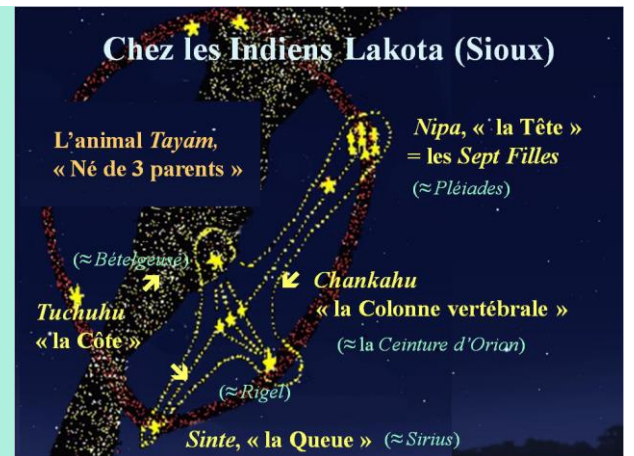 Chez les Indiens Lakota (Sioux)
L’animal Tayam,
« Né de 3 parents »
Nipa, « la Tête »
= les Sept Filles
(≈ Pléiades)
(≈ Bételgeuse)
Tuchuhu
« la Côte »
Chankahu
« la Colonne vertébrale »
(≈ la Ceinture d’Orion)
(≈ Rigel)
Sinte, « la Queue » (≈ Sirius)